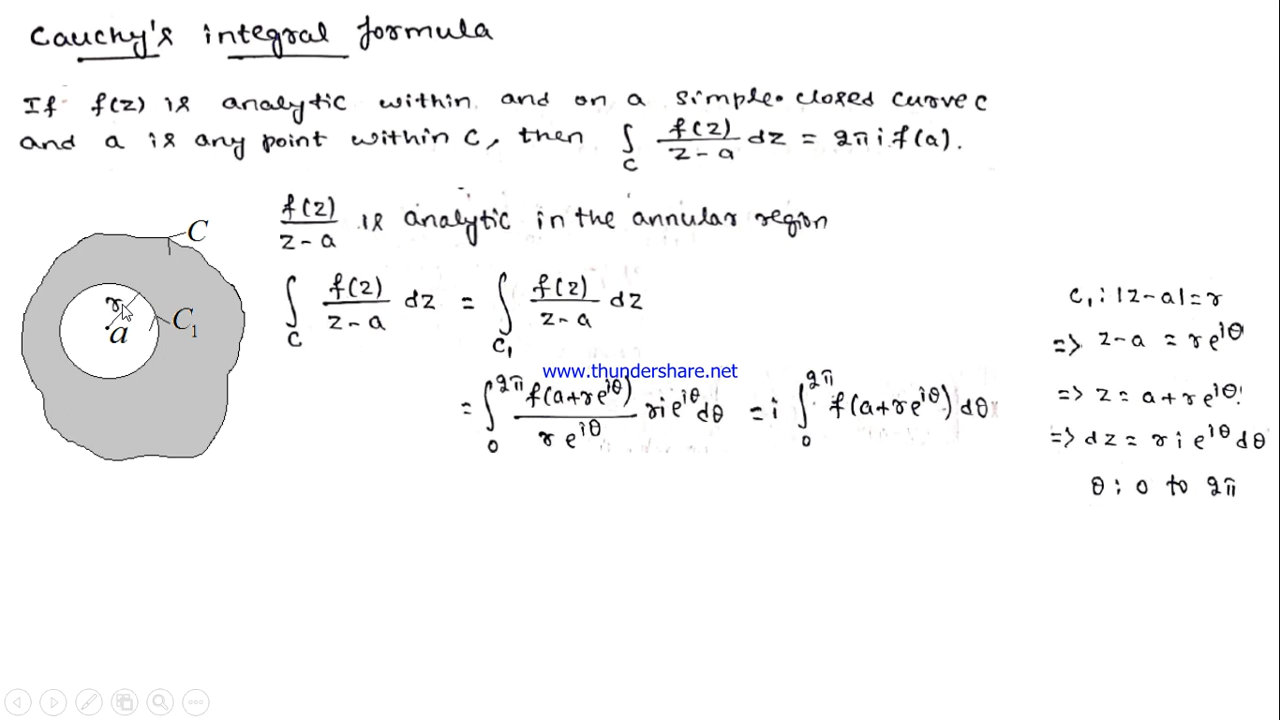 Cauchy's integral formula
If f(z) is analytic within and on a simple closed curve c
and a is any point within C, then ∫_C f(z)/(z-a) dz = 2πi f(a).
f(z)/(z-a) is analytic in the annular region
C
r
a
C₁
∫_C f(z)/(z-a) dz = ∫_C₁ f(z)/(z-a) dz
www.thundershare.net
= ∫_0^2π f(a+re^iθ)/(re^iθ) rie^iθ dθ = i ∫_0^2π f(a+re^iθ) dθ
C₁: |z-a|=r
=> z-a = re^iθ
=> z = a+re^iθ
=> dz = rie^iθ dθ
θ: 0 to 2π